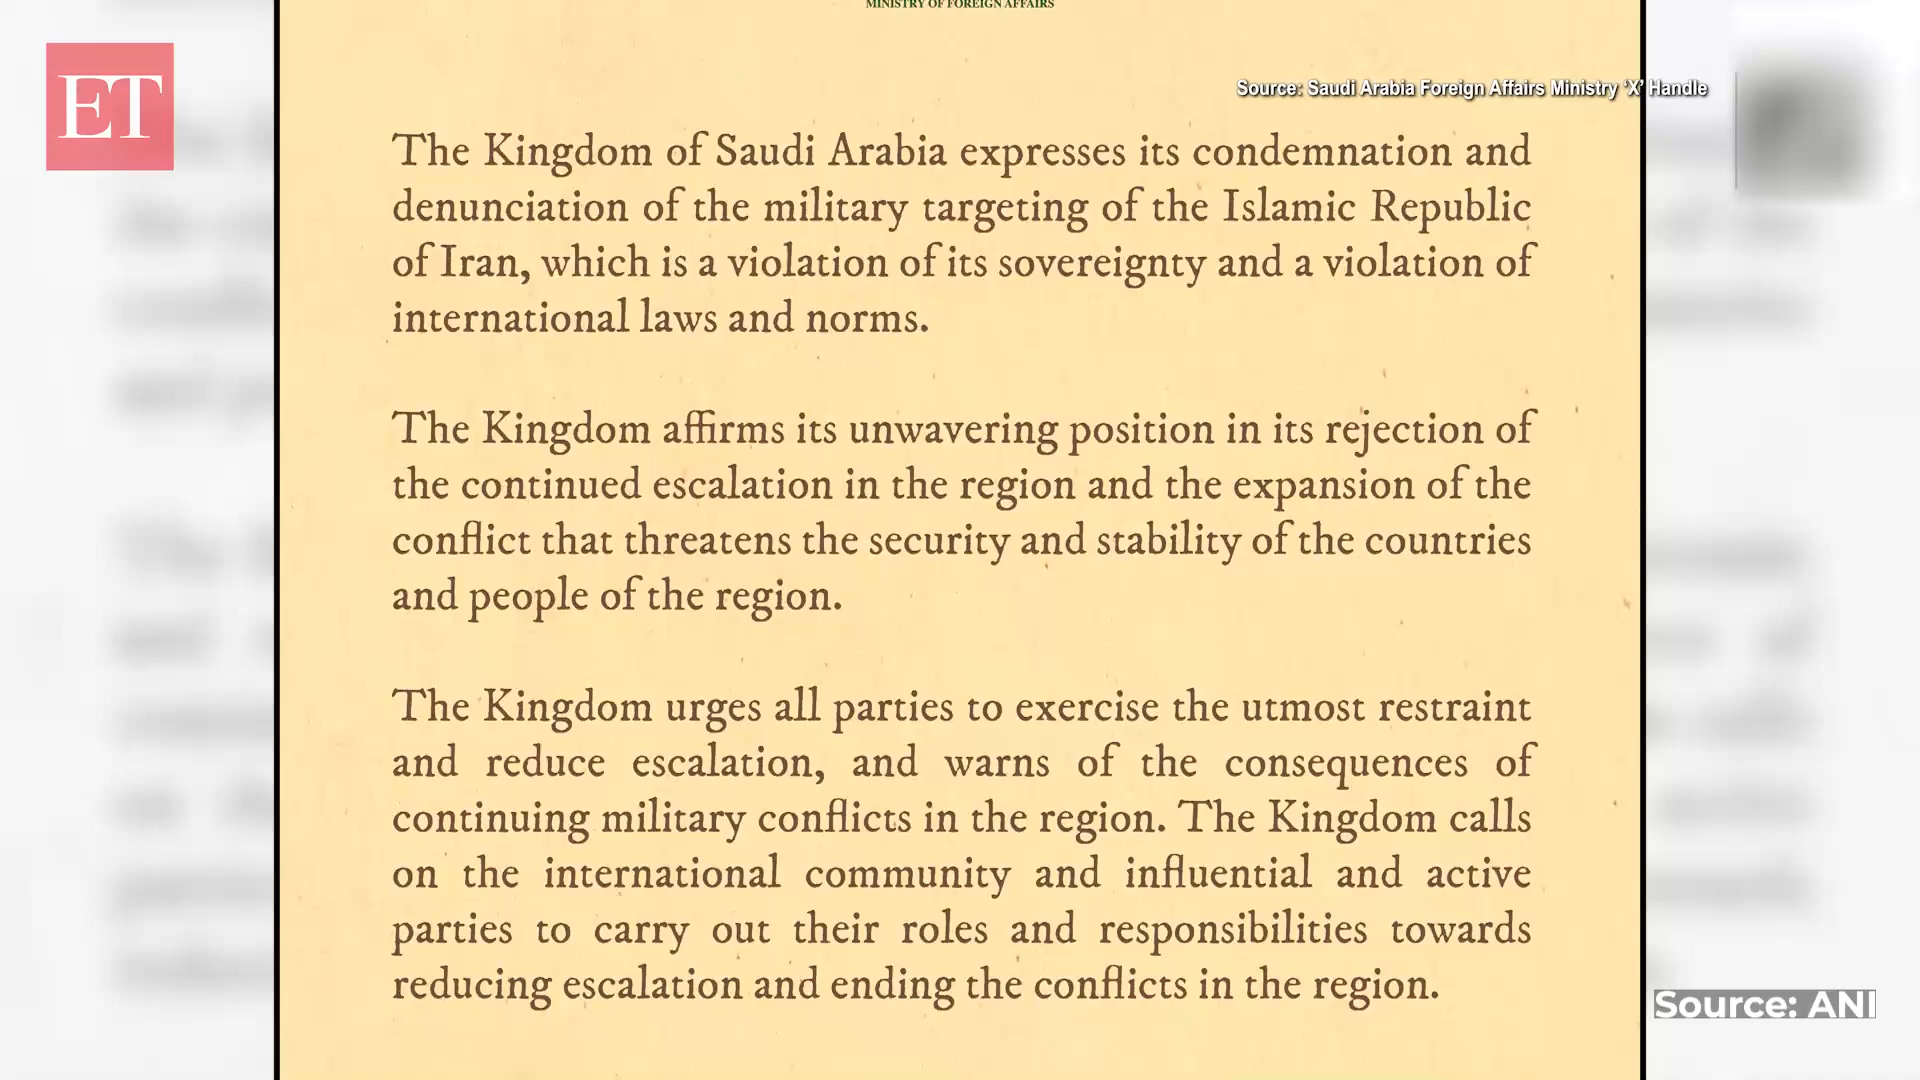 MINISTRY OF FOREIGN AFFAIRS
ET
Source: Saudi Arabia Foreign Affairs Ministry 'X' Handle
The Kingdom of Saudi Arabia expresses its condemnation and
denunciation of the military targeting of the Islamic Republic
of Iran, which is a violation of its sovereignty and a violation of
international laws and norms.
The Kingdom affirms its unwavering position in its rejection of
the continued escalation in the region and the expansion of the
conflict that threatens the security and stability of the countries
and people of the region.
The Kingdom urges all parties to exercise the utmost restraint
and reduce escalation, and warns of the consequences of
continuing military conflicts in the region. The Kingdom calls
on the international community and influential and active
parties to carry out their roles and responsibilities towards
reducing escalation and ending the conflicts in the region.
Source: ANI